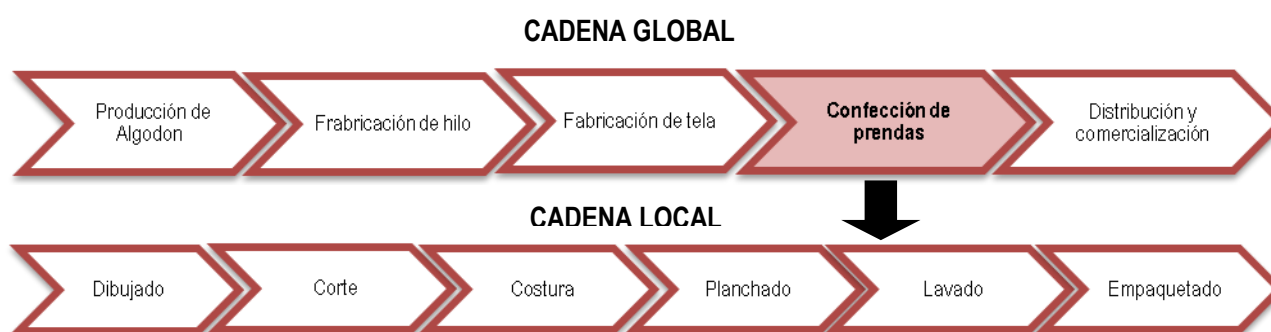 CADENA GLOBAL
Producción de
Algodon
Frabricación de hilo
Fabricación de tela
Confección de
prendas
Distribución y
comercialización
CADENA LOCAL
Dibujado
Corte
Costura
Planchado
Lavado
Empaquetado